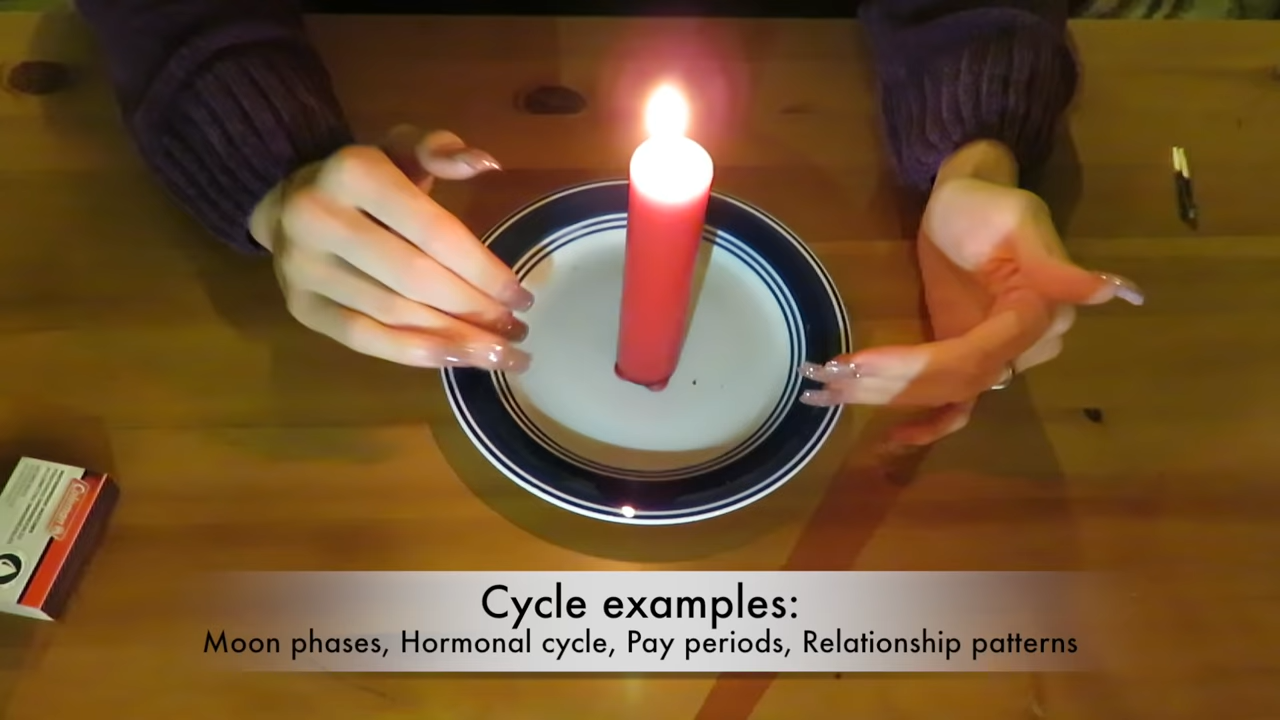 Cycle examples:
Moon phases, Hormonal cycle, Pay periods, Relationship patterns